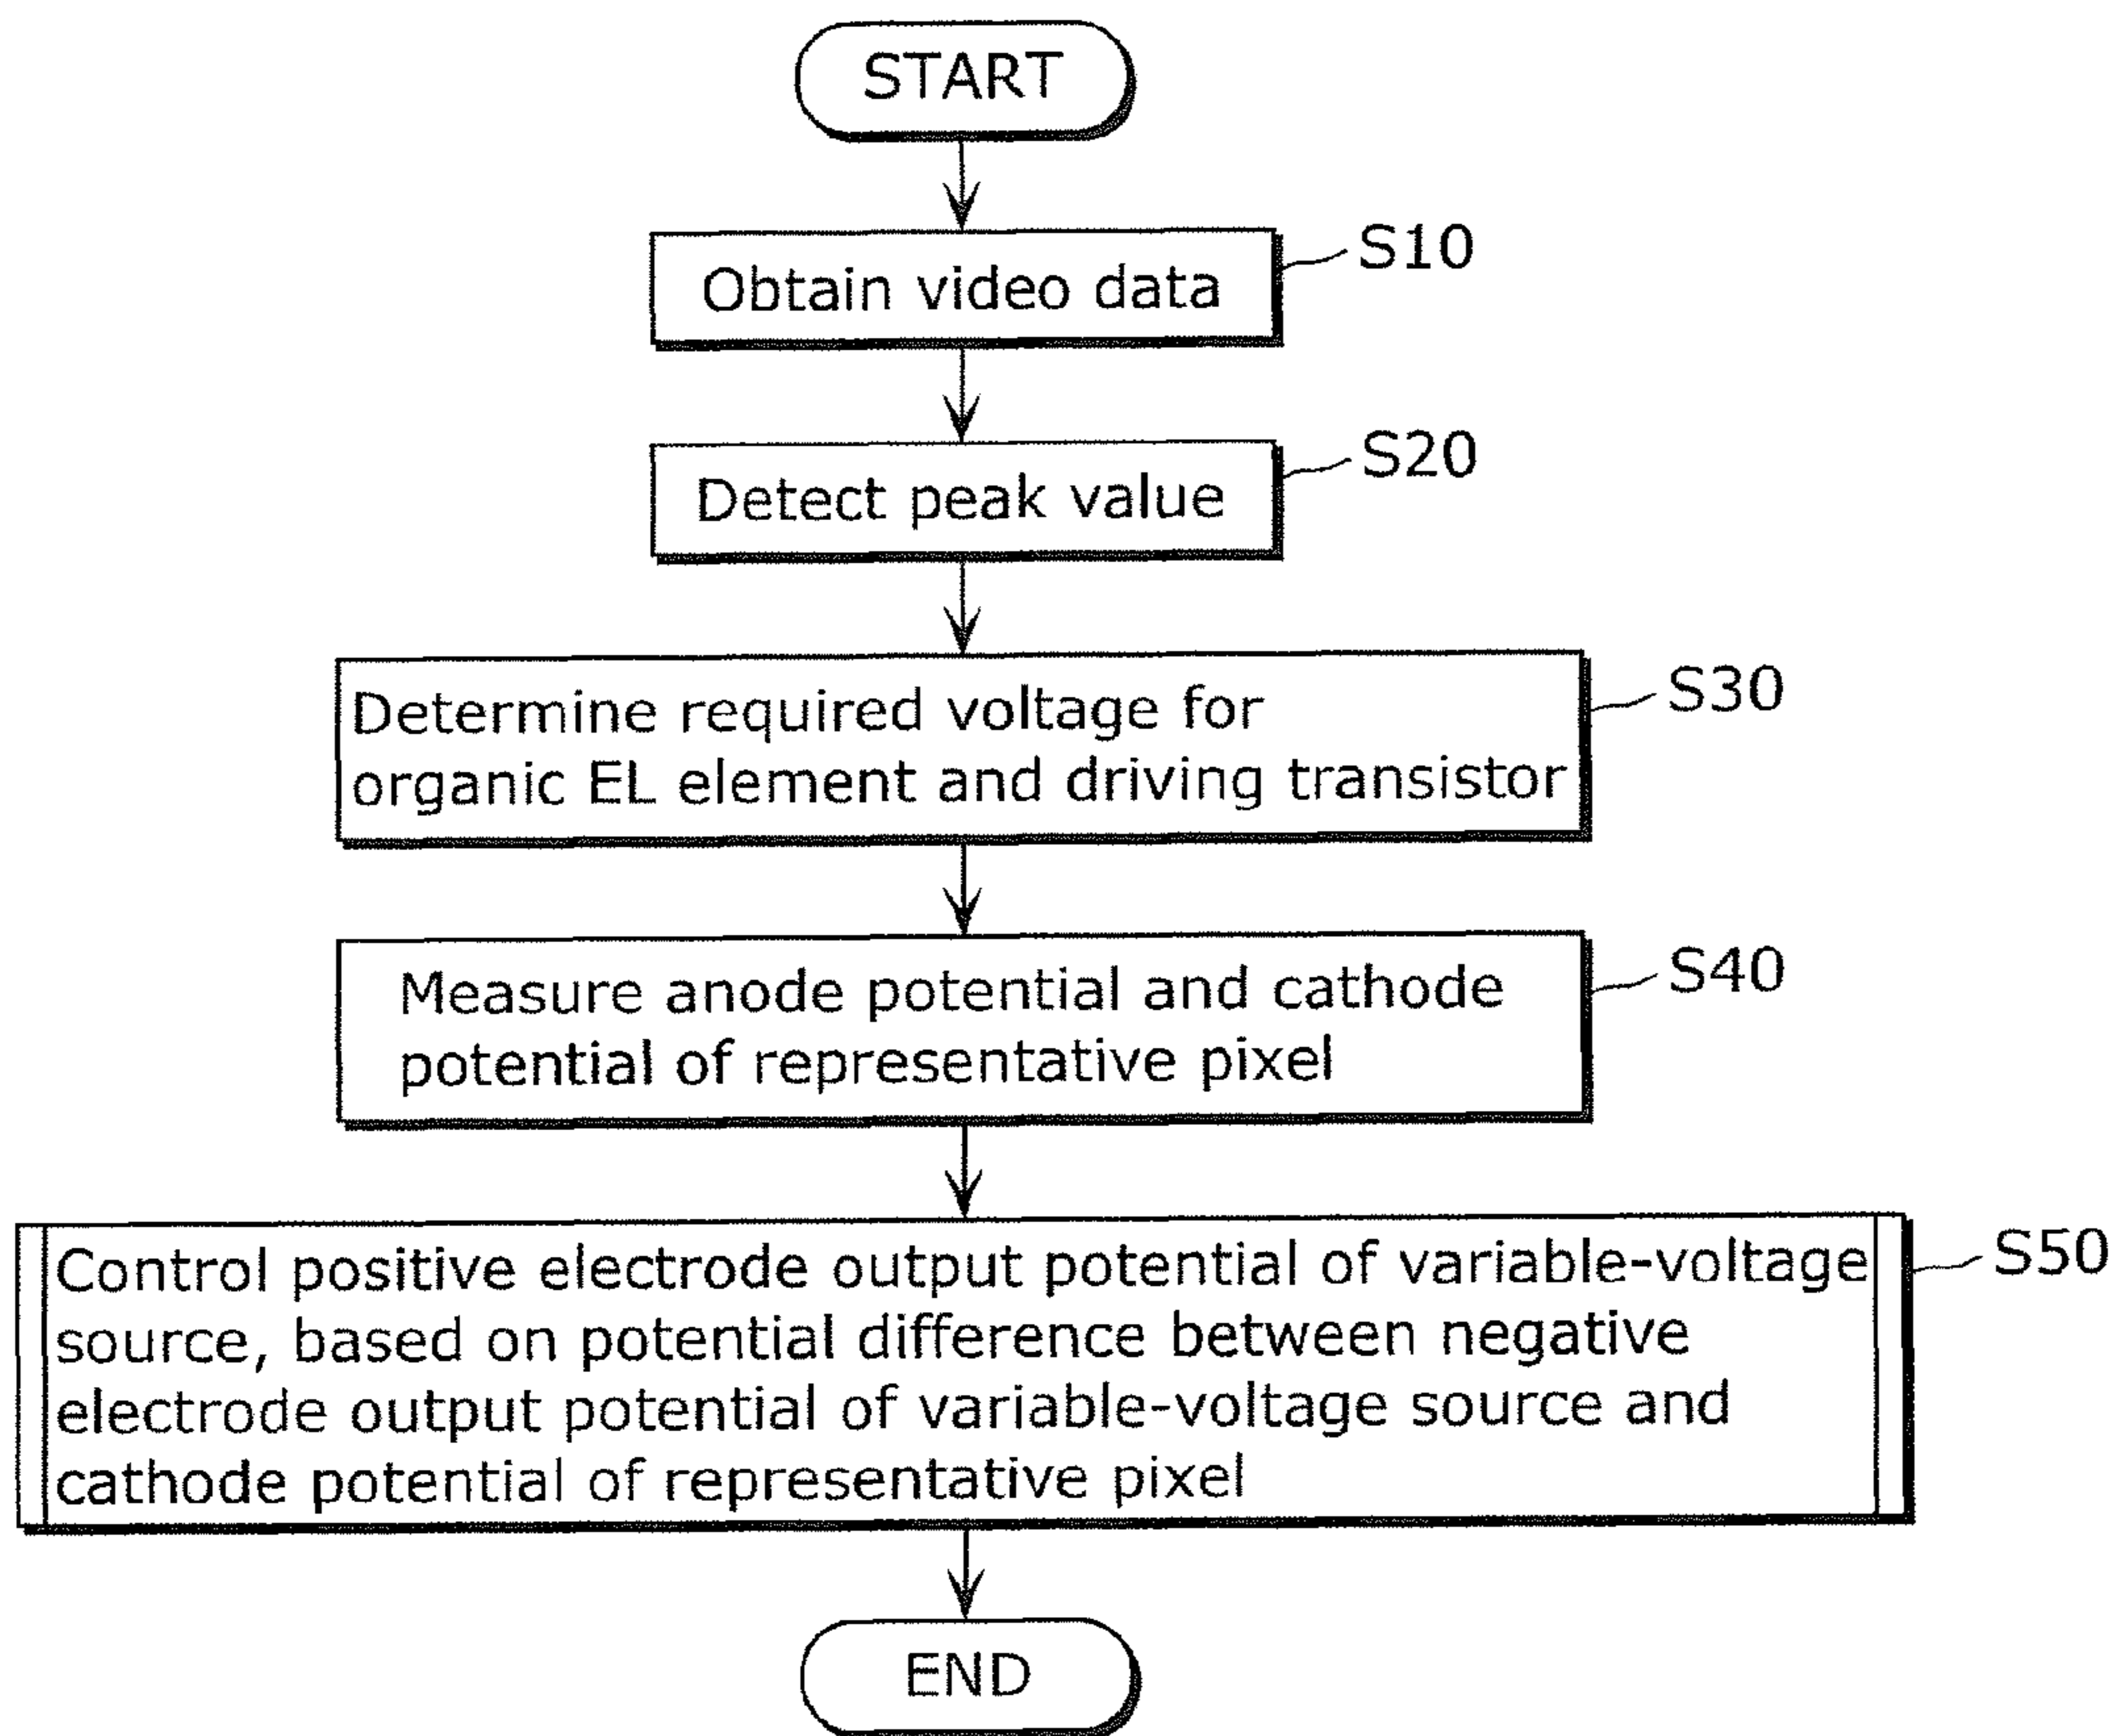 START
Obtain video data
S10
Detect peak value
S20
Determine required voltage for
organic EL element and driving transistor
S30
Measure anode potential and cathode
potential of representative pixel
S40
Control positive electrode output potential of variable-voltage
source, based on potential difference between negative
electrode output potential of variable-voltage source and
cathode potential of representative pixel
S50
END